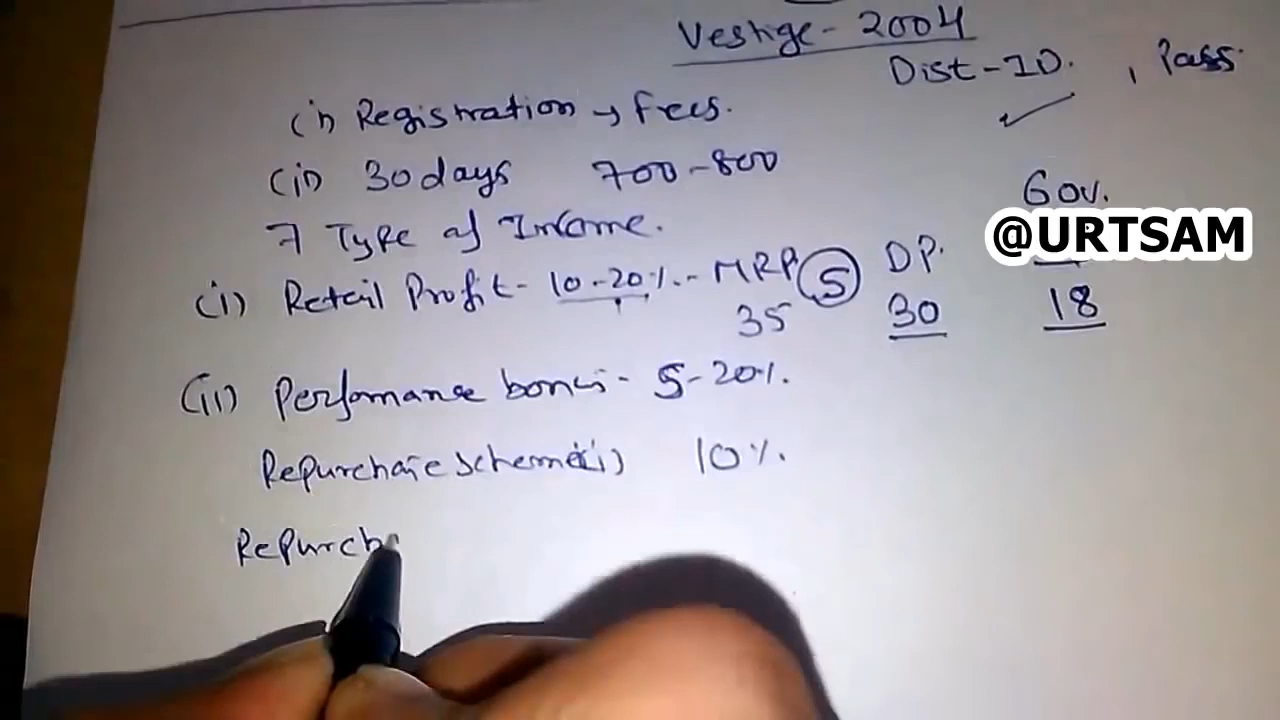 Vestige - 2004
Dist - ID. , Pass.
(i) Registration → Fees.
(ii) 30 days 700-800
Gov.
@URTSAM
7 Type of Income.
(i) Retail Profit - 10-20%. - MRP 5 DP.
35 30 18
(ii) Perfomance bonus - 5-20%.
Repurchase scheme(i) 10%.
Repurch